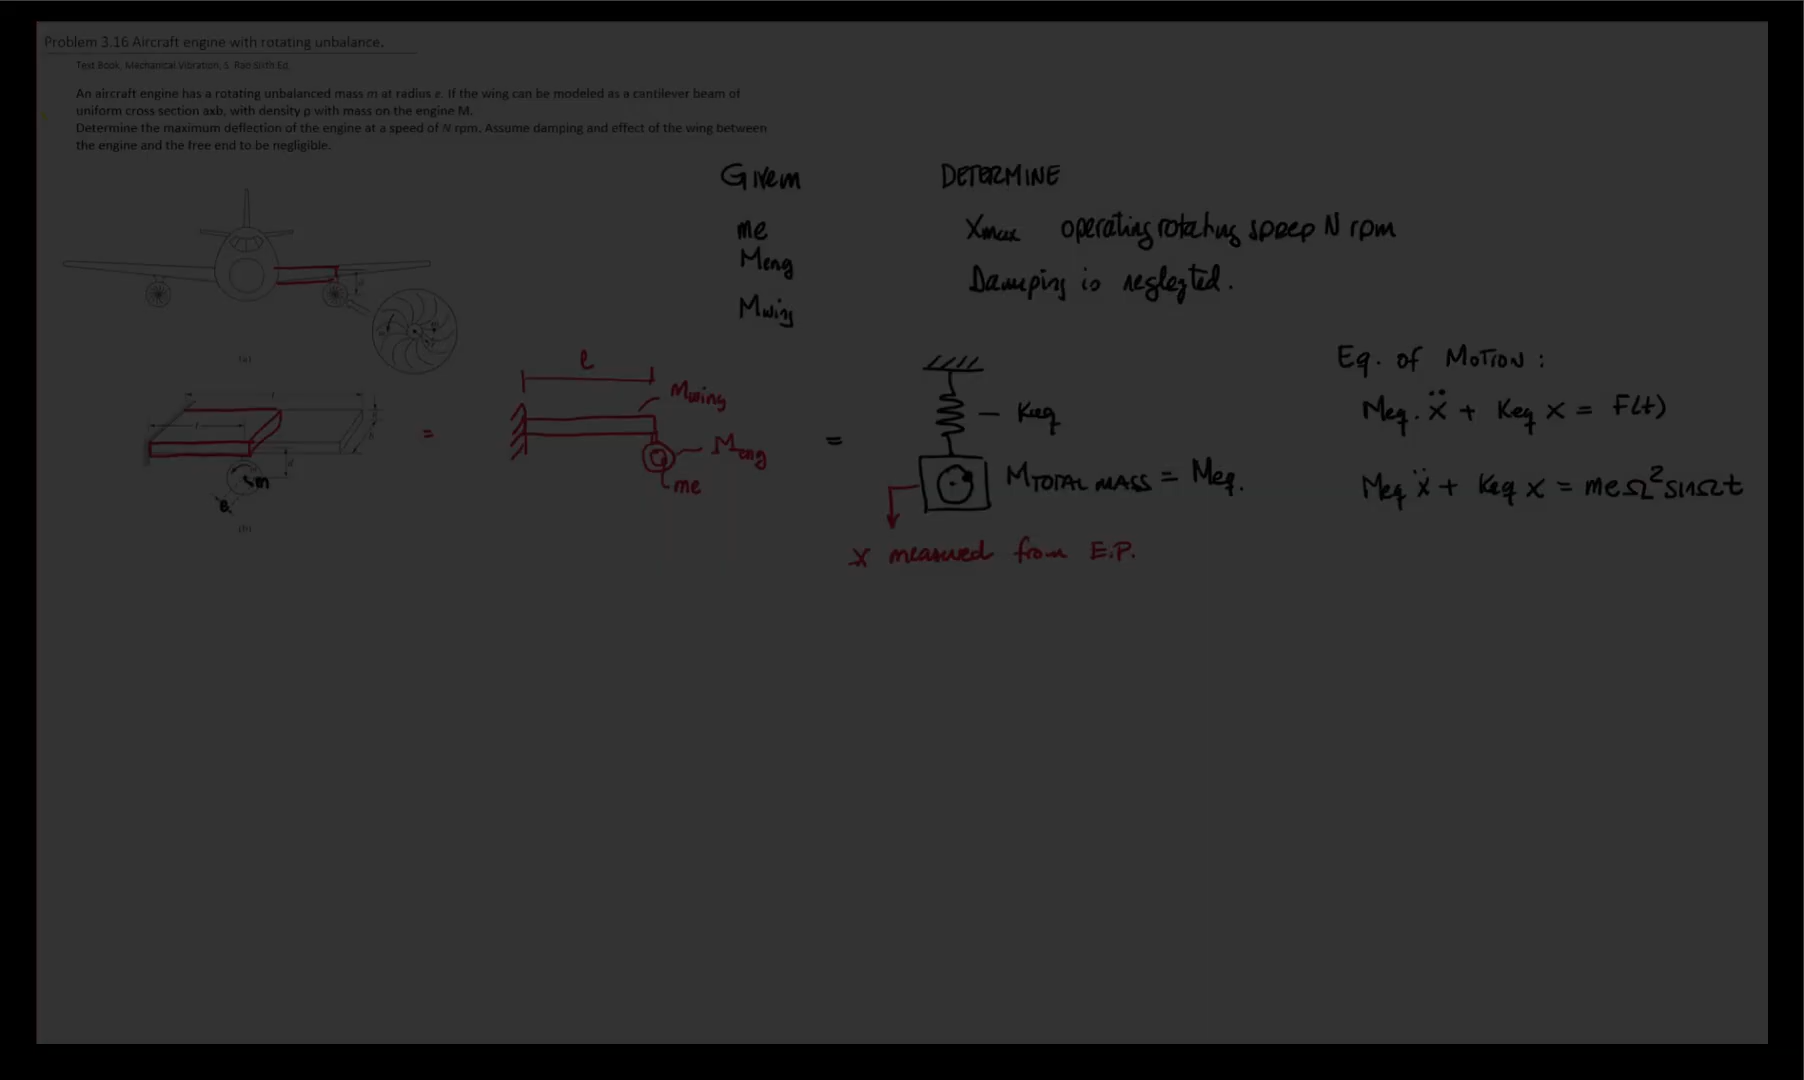 Problem 3.16 Aircraft engine with rotating unbalance.
Text Book, Mechanical Vibration, S. Rao Sixth Ed.
An aircraft engine has a rotating unbalanced mass m at radius r. If the wing can be modeled as a cantilever beam of
uniform cross section axb, with density ρ with mass on the engine M.
Determine the maximum deflection of the engine at a speed of N rpm. Assume damping and effect of the wing between
the engine and the free end to be negligible.
Given
me
Meng
Mwing
DETERMINE
Xmax operating rotating speep N rpm
Damping is neglegted.
(a)
l
Mwing
Meng
me
=
=
m
e
(b)
Keq
MTOTAL MASS = Meq.
x measured from E.P.
Eq. of MOTION :
Meq. ẍ + Keq x = F(t)
Meq ẍ + Keq x = meΩ² sinΩt